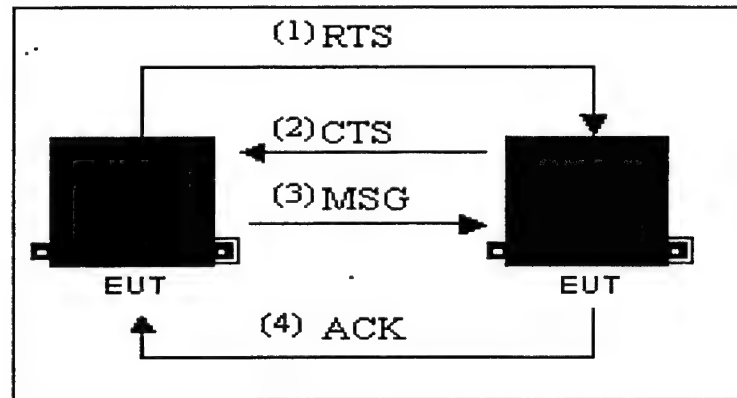 (1) RTS
(2) CTS
(3) MSG
EUT
EUT
(4) ACK